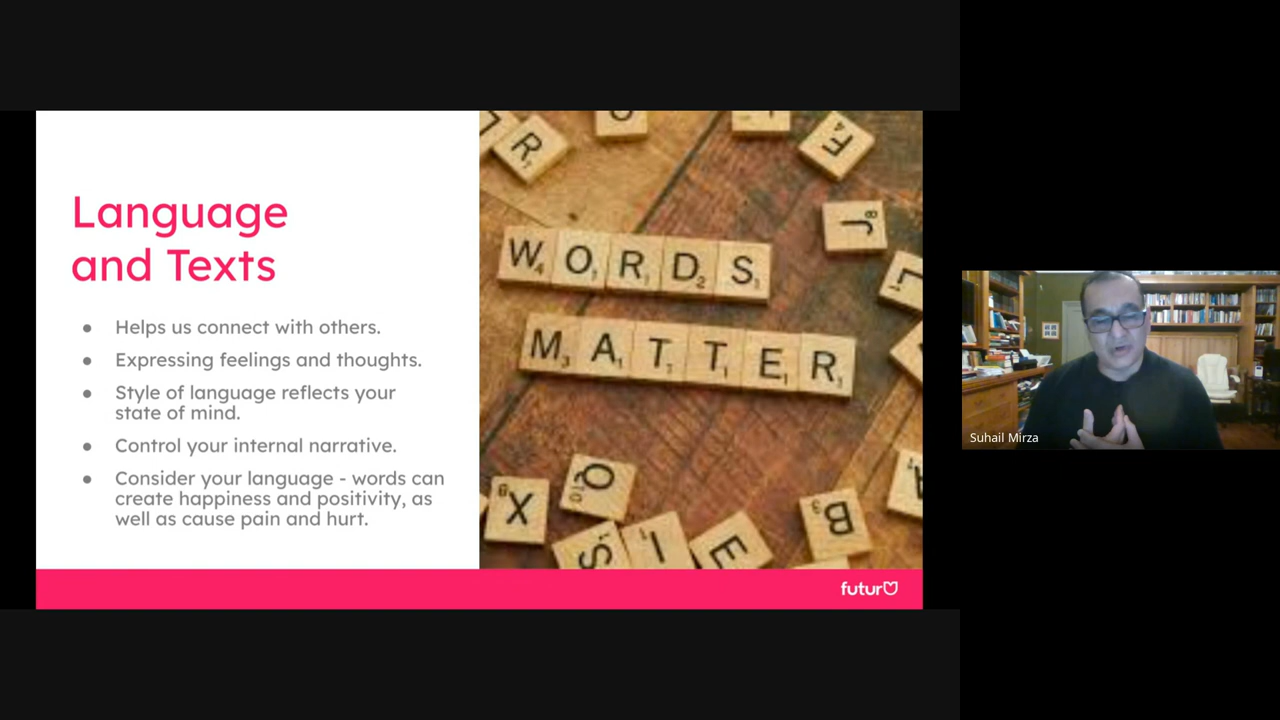 Language
and Texts
● Helps us connect with others.
● Expressing feelings and thoughts.
● Style of language reflects your
state of mind.
● Control your internal narrative.
● Consider your language - words can
create happiness and positivity, as
well as cause pain and hurt.
R
O
F
J
WORDS
L
MATTER
X
Q
S
I
E
B
A
futur
Suhail Mirza